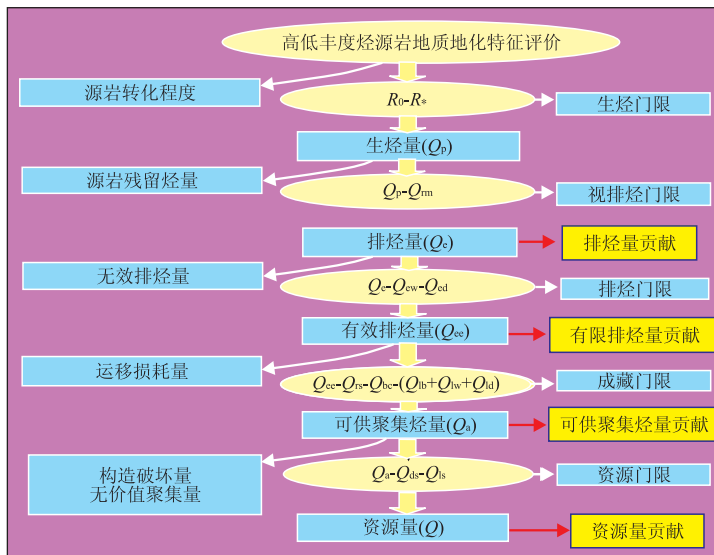 高低丰度烃源岩地质地化特征评价
源岩转化程度
R₀-R*
生烃门限
生烃量(Qp)
源岩残留烃量
Qp-Qrm
视排烃门限
排烃量(Qe)
排烃量贡献
无效排烃量
Qe-Qew-Qed
排烃门限
有效排烃量(Qee)
有限排烃量贡献
运移损耗量
Qee-Qrs-Qbc-(Qlb+Qlw+Qld)
成藏门限
可供聚集烃量(Qa)
可供聚集烃量贡献
构造破坏量
无价值聚集量
Qa-Qds-Qls
资源门限
资源量(Q)
资源量贡献